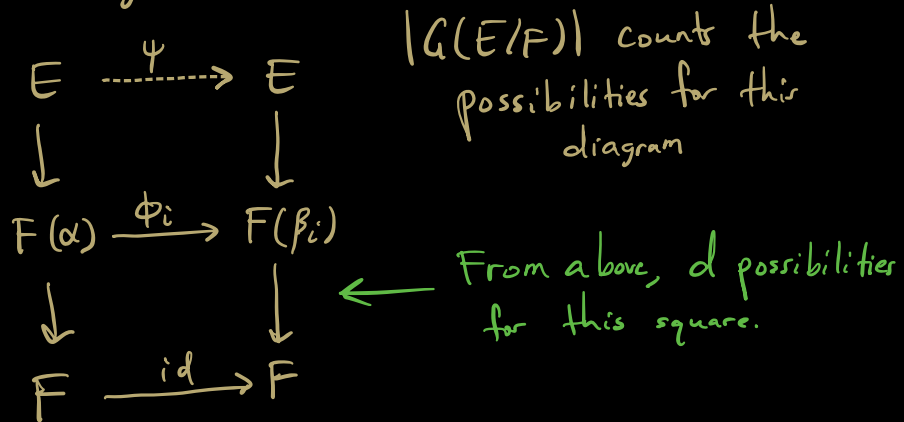 ψ
E E
|G(E/F)| counts the
possibilities for this
diagram
ϕi
F(α) F(βi)
From above, d possibilities
for this square.
id
F F